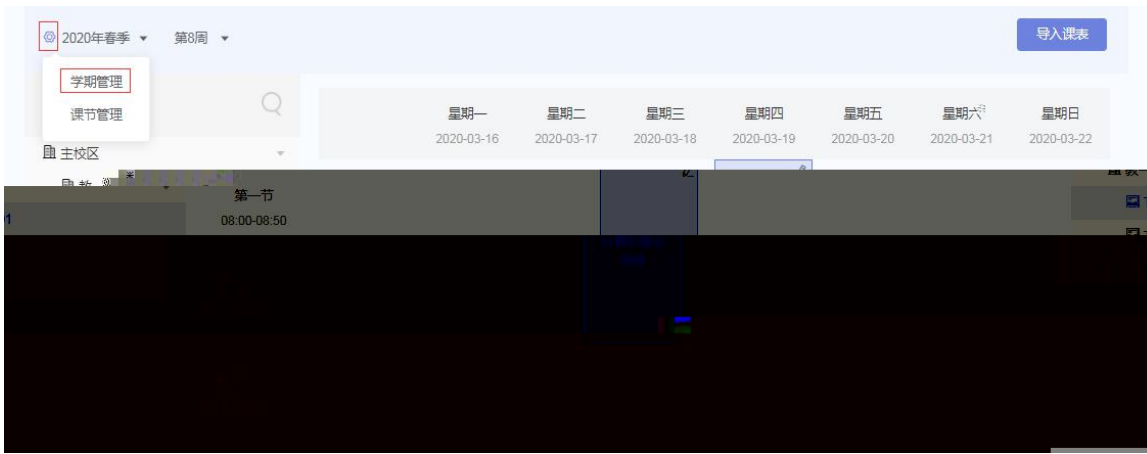 2020年春季 第8周 导入课表
学期管理
课节管理
星期一 星期二 星期三 星期四 星期五 星期六 星期日
2020-03-16 2020-03-17 2020-03-18 2020-03-19 2020-03-20 2020-03-21 2020-03-22
主校区
第一节
08:00-08:50